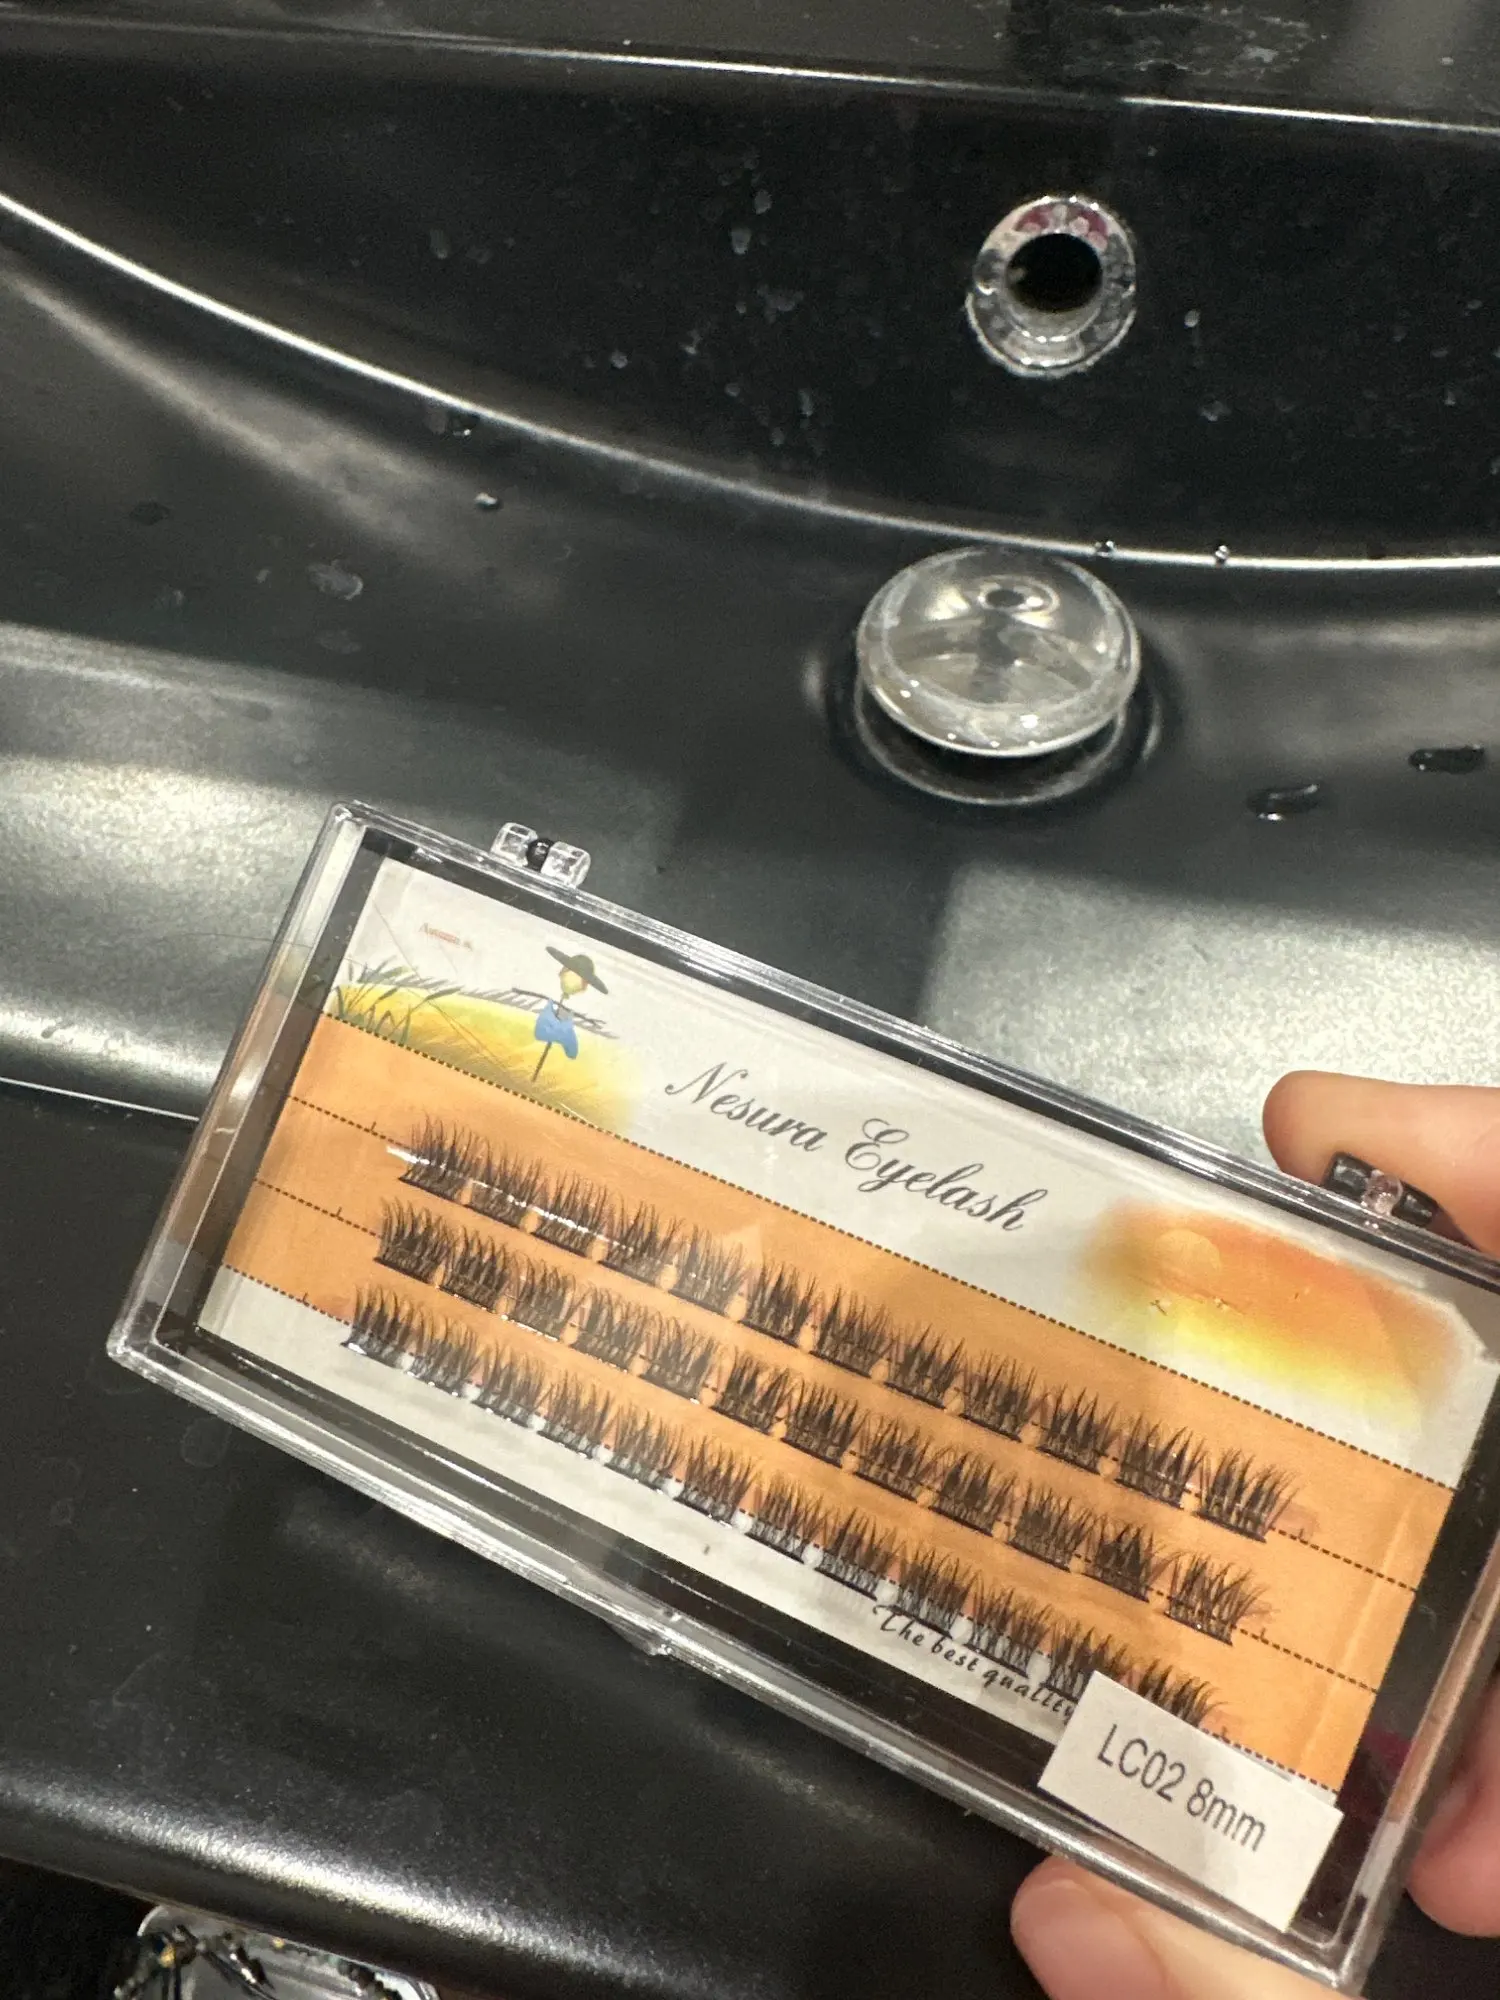 Nesura Eyelash
The best quality
LC02 8mm